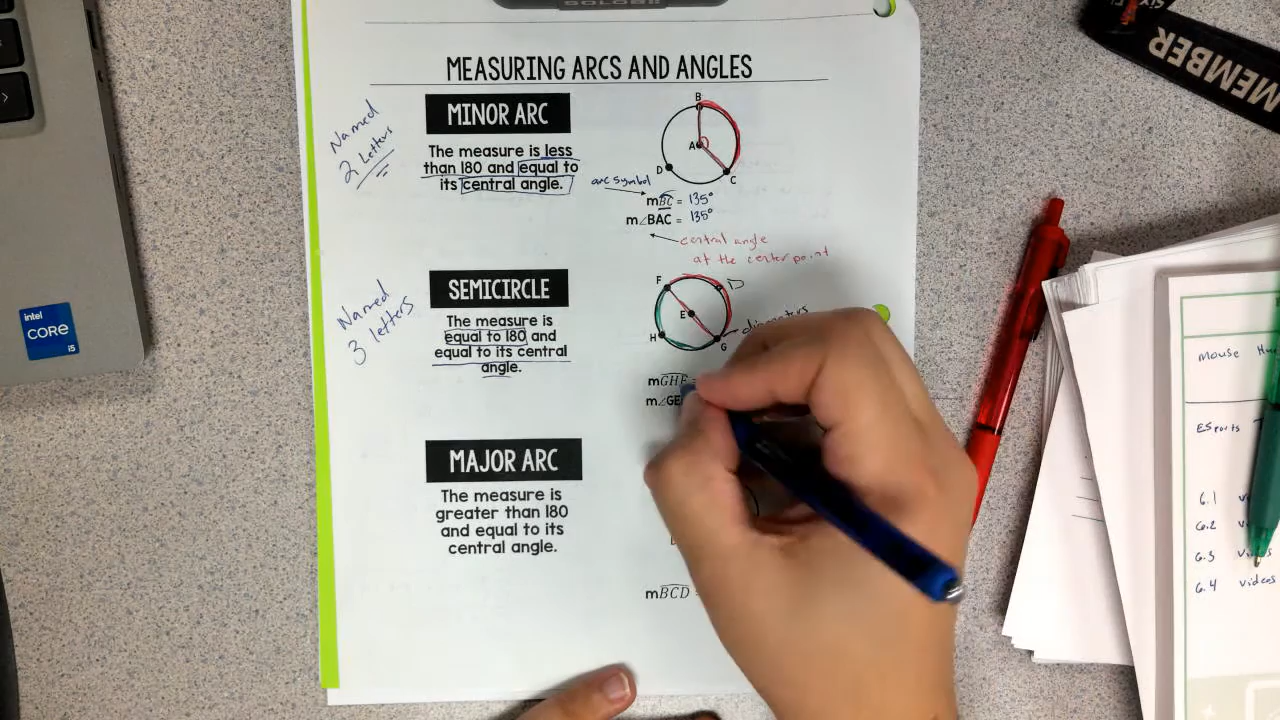 MEASURING ARCS AND ANGLES
Named
2 Letters
MINOR ARC
The measure is less
than 180 and equal to
its central angle.
B
A
D
C
arc symbol
mBC = 135°
m∠BAC = 135°
central angle
at the center point
Named
3 letters
SEMICIRCLE
The measure is
equal to 180 and
equal to its central
angle.
F
D
E
H
G
diameters
mGHF =
m∠GE
MAJOR ARC
The measure is
greater than 180
and equal to its
central angle.
mBCD
intel
CORE
i5
MEMBER
Mouse
ESports
6.1
6.2
6.3
6.4 videos